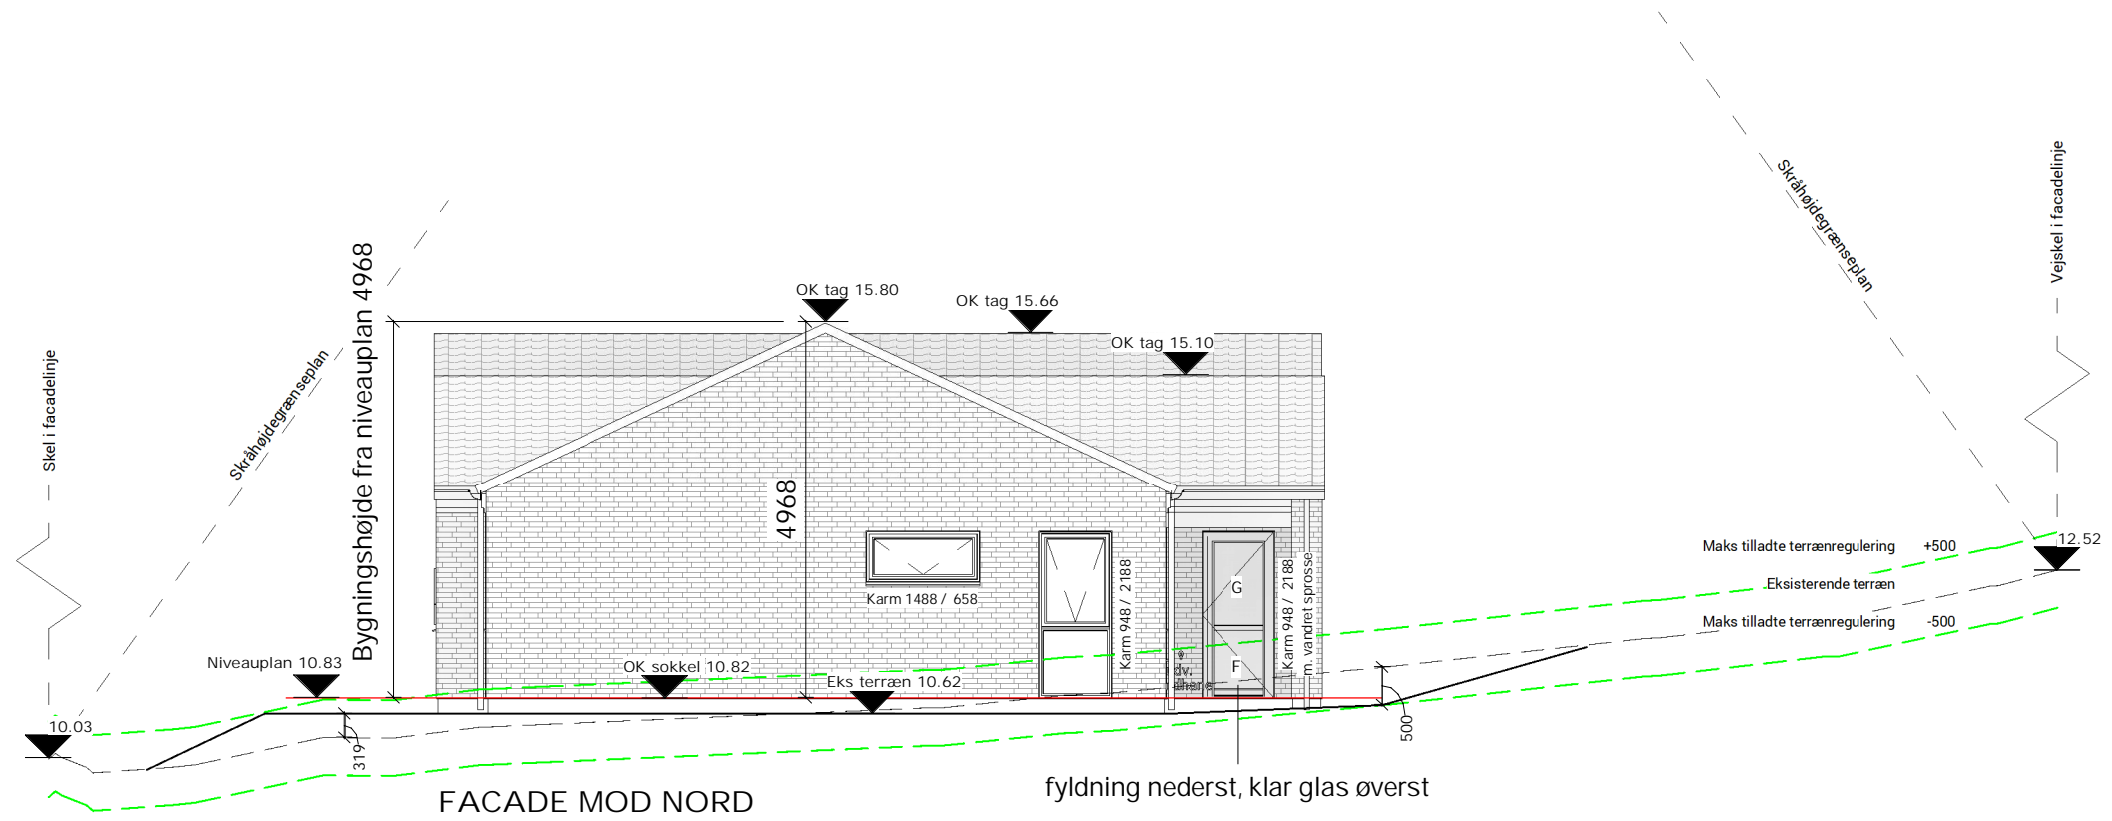 Skråhøjdegrænseplan
Vejskel i facadelinje
Bygningshøjde fra niveauplan 4968
OK tag 15.80
OK tag 15.66
OK tag 15.10
Skel i facadelinje
Skråhøjdegrænseplan
4968
Maks tilladte terrænregulering +500
12.52
Eksisterende terræn
Maks tilladte terrænregulering -500
Karm 1488 / 658
Karm 948 / 2188
G
F
Karm 948 / 2188
m. vandret sprosse
dv.
Niveauplan 10.83
OK sokkel 10.82
Eks terræn 10.62
10.03
319
500
fyldning nederst, klar glas øverst
FACADE MOD NORD